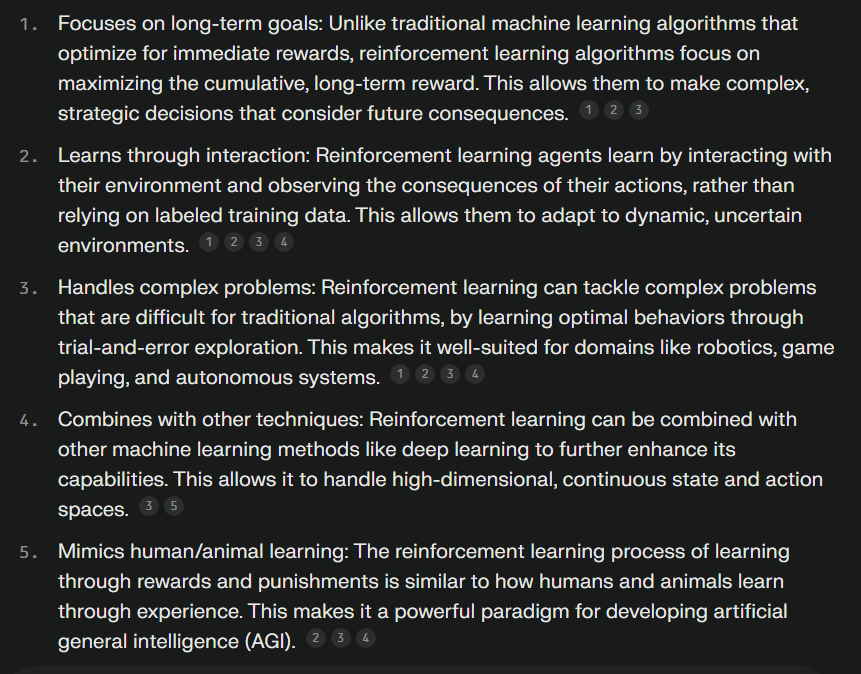 1. Focuses on long-term goals: Unlike traditional machine learning algorithms that
optimize for immediate rewards, reinforcement learning algorithms focus on
maximizing the cumulative, long-term reward. This allows them to make complex,
strategic decisions that consider future consequences. 1 2 3
2. Learns through interaction: Reinforcement learning agents learn by interacting with
their environment and observing the consequences of their actions, rather than
relying on labeled training data. This allows them to adapt to dynamic, uncertain
environments. 1 2 3 4
3. Handles complex problems: Reinforcement learning can tackle complex problems
that are difficult for traditional algorithms, by learning optimal behaviors through
trial-and-error exploration. This makes it well-suited for domains like robotics, game
playing, and autonomous systems. 1 2 3 4
4. Combines with other techniques: Reinforcement learning can be combined with
other machine learning methods like deep learning to further enhance its
capabilities. This allows it to handle high-dimensional, continuous state and action
spaces. 3 5
5. Mimics human/animal learning: The reinforcement learning process of learning
through rewards and punishments is similar to how humans and animals learn
through experience. This makes it a powerful paradigm for developing artificial
general intelligence (AGI). 2 3 4